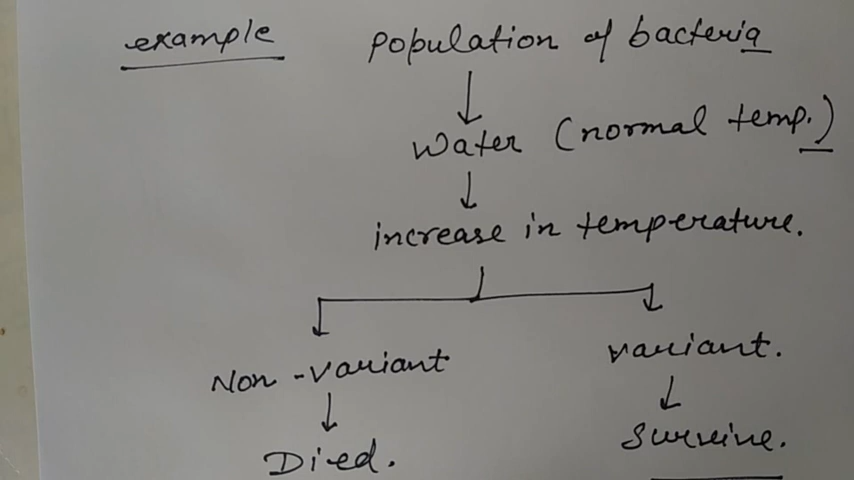 example population of bacteria
Water (normal temp.)
increase in temperature.
Non-variant variant.
Died. Survive.